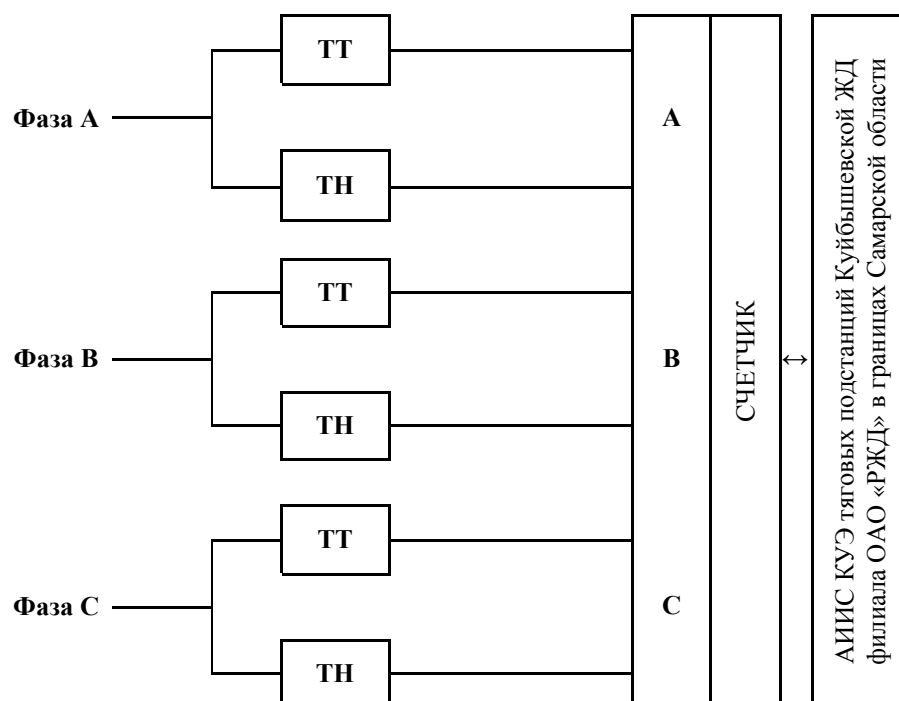 ТТ
Фаза А
А
ТН
ТТ
Фаза В
В
ТН
ТТ
Фаза С
С
ТН
СЧЕТЧИК
↔
АИИС КУЭ тяговых подстанций Куйбышевской ЖД
филиала ОАО «РЖД» в границах Самарской области